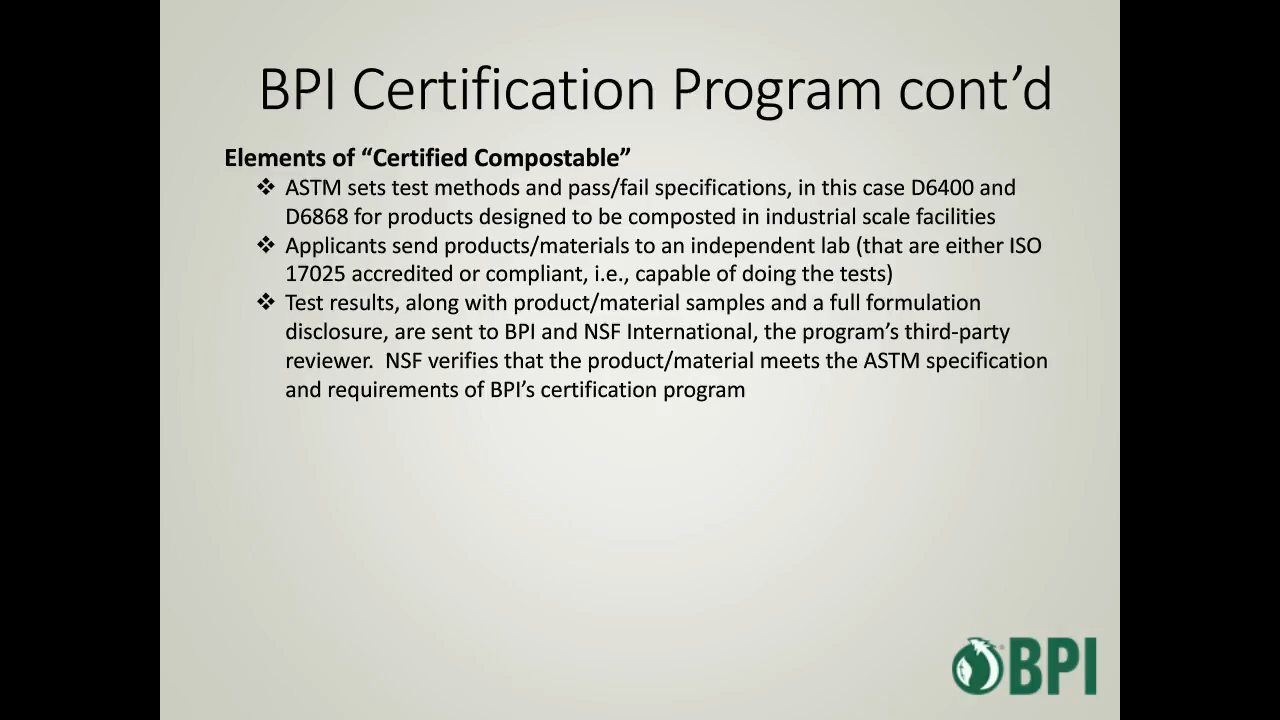 BPI Certification Program cont’d
Elements of “Certified Compostable”
❖ ASTM sets test methods and pass/fail specifications, in this case D6400 and
D6868 for products designed to be composted in industrial scale facilities
❖ Applicants send products/materials to an independent lab (that are either ISO
17025 accredited or compliant, i.e., capable of doing the tests)
❖ Test results, along with product/material samples and a full formulation
disclosure, are sent to BPI and NSF International, the program’s third-party
reviewer.  NSF verifies that the product/material meets the ASTM specification
and requirements of BPI’s certification program
BPI